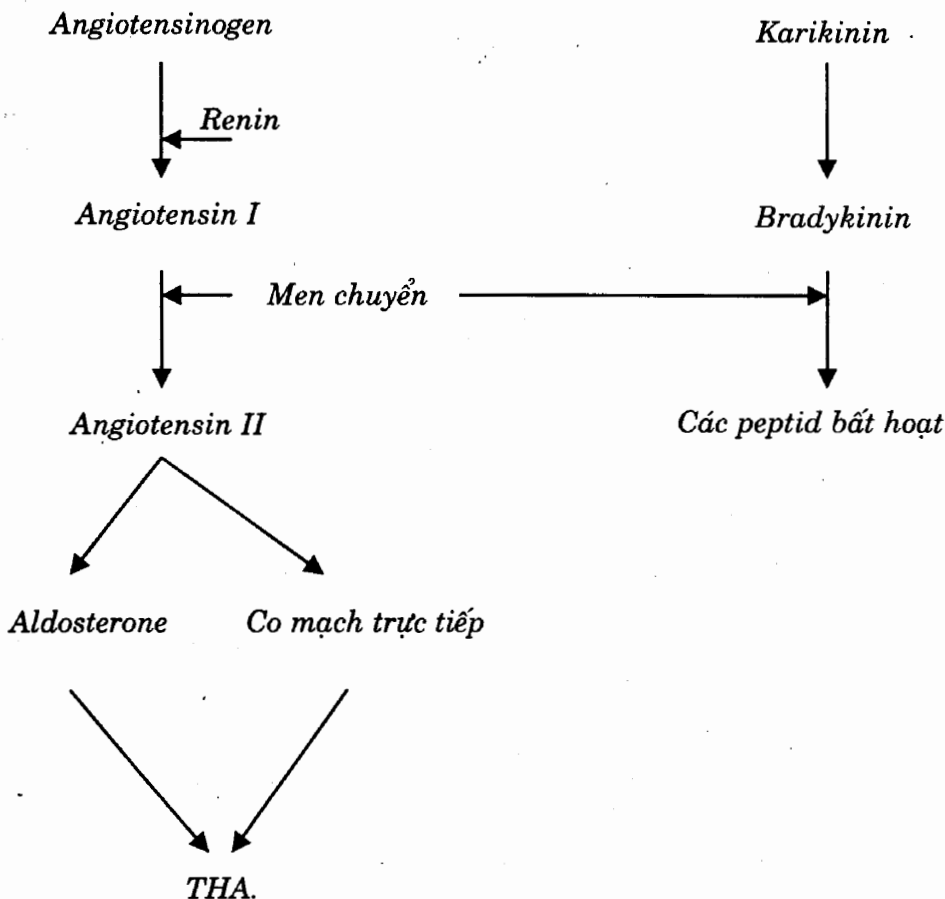 Angiotensinogen
Karikinin
Renin
Angiotensin I
Bradykinin
Men chuyển
Angiotensin II
Các peptid bất hoạt
Aldosterone
Co mạch trực tiếp
THA.